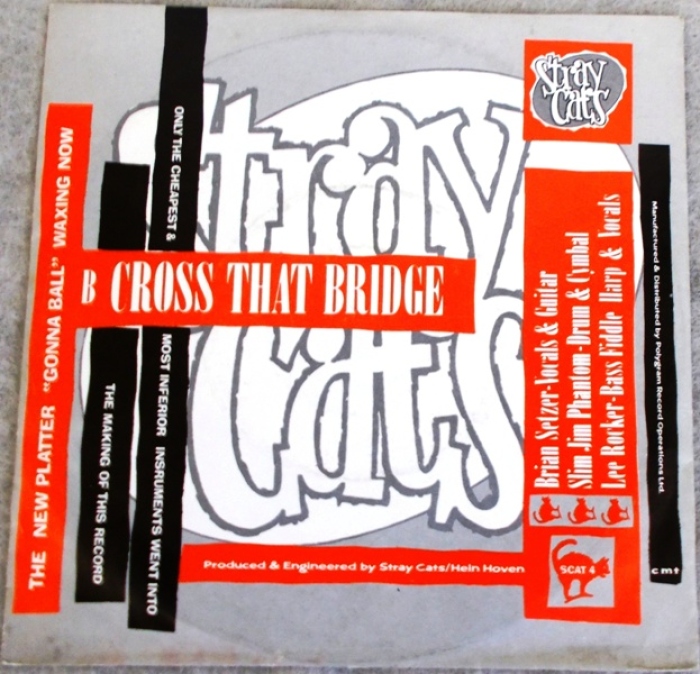 Stray
Cats
THE NEW PLATTER "GONNA BALL" WAXING NOW
ONLY THE CHEAPEST &
MOST INFERIOR INSRUMENTS WENT INTO
THE MAKING OF THIS RECORD
B CROSS THAT BRIDGE
Stray
Cats
Brian Setzer-Vocals & Guitar
Slim Jim Phantom-Drum & Cymbal
Lee Rocker-Bass Fiddle Harp & Vocals
Manufactured & Distributed by Polygram Record Operations Ltd.
cmt
Produced & Engineered by Stray Cats/Hein Hoven
SCAT 4